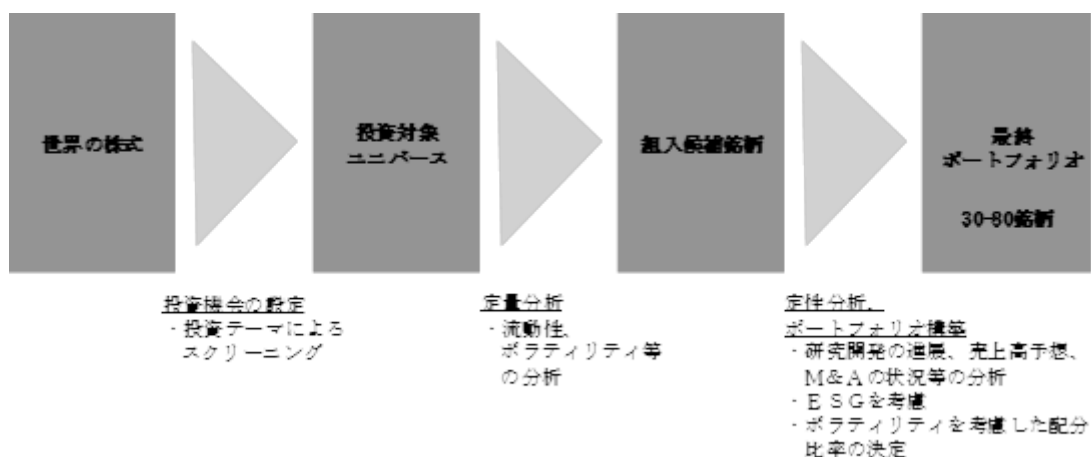 世界の株式
投資対象
ユニバース
組入候補銘柄
最終
ポートフォリオ
30-80銘柄
投資機会の設定
・投資テーマによる
スクリーニング
定量分析
・流動性、
ボラティリティ等
の分析
定性分析、
ポートフォリオ構築
・研究開発の進展、売上高予想、
M&Aの状況等の分析
・ESGを考慮
・ボラティリティを考慮した配分
比率の決定